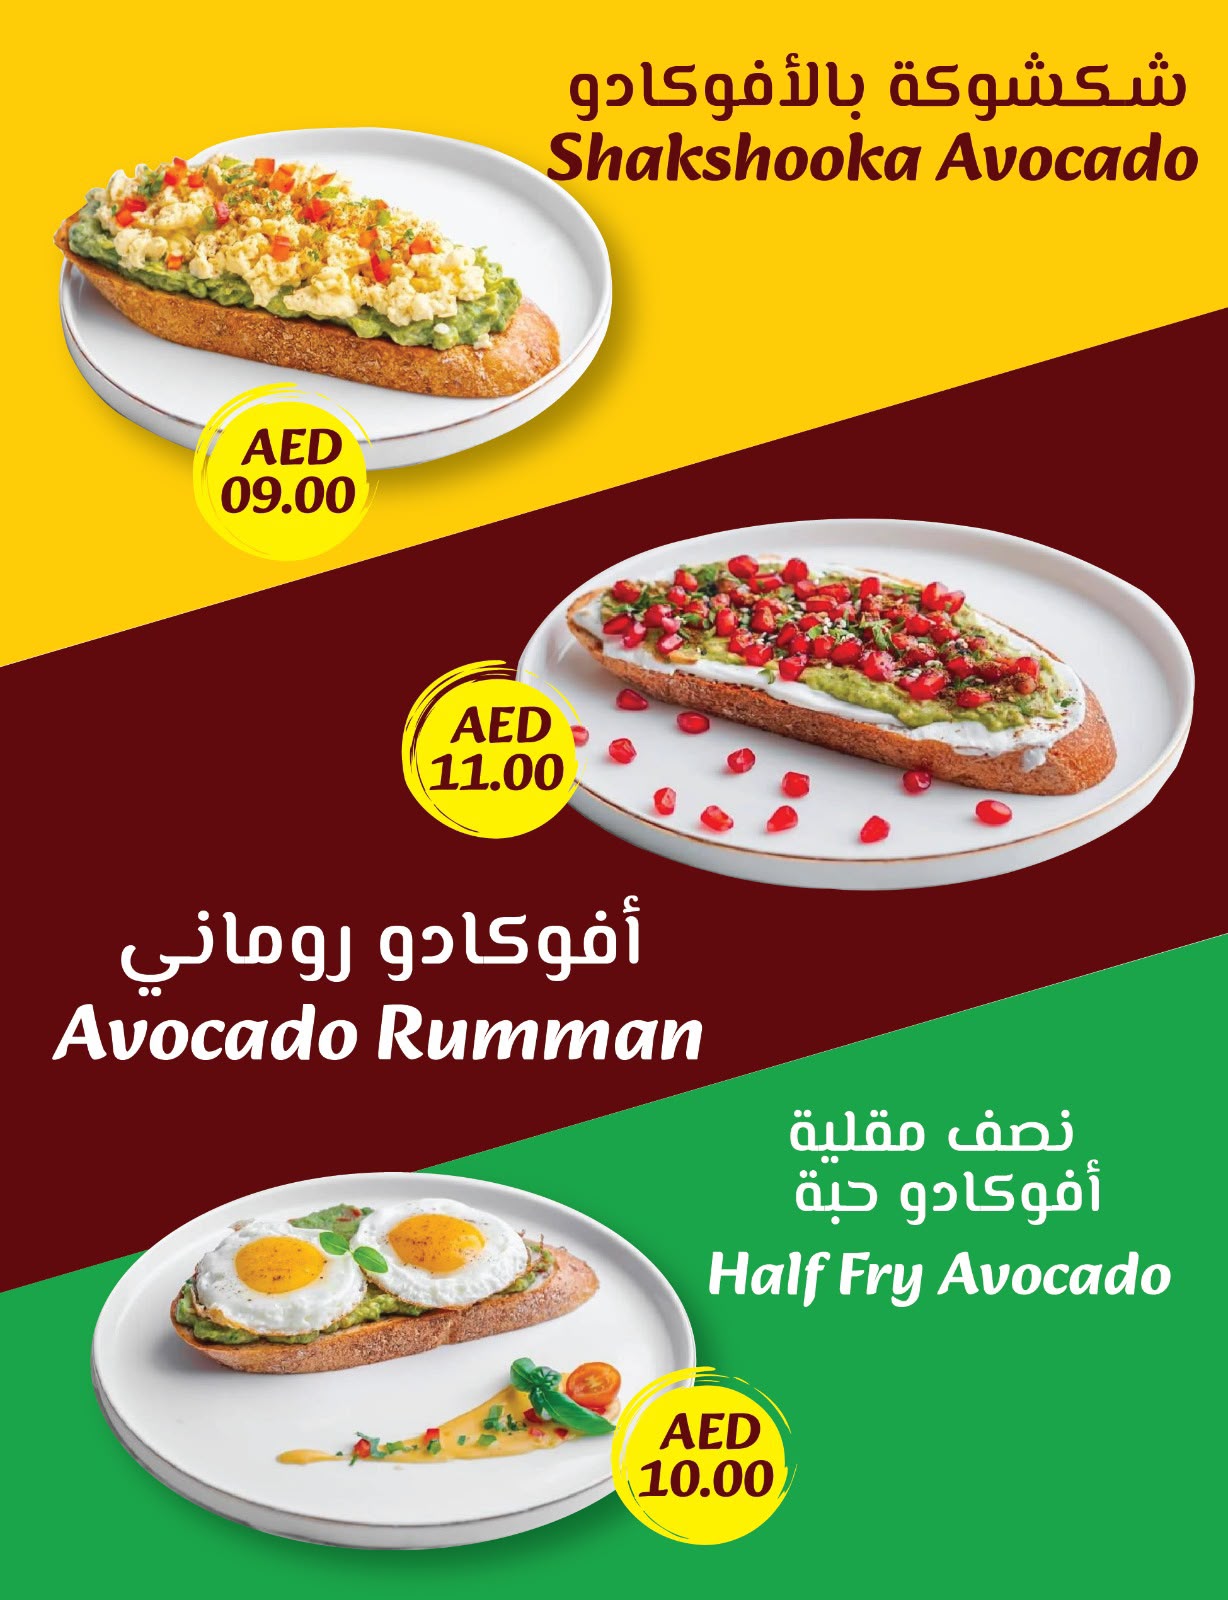 شكشوكة بالأفوكادو
Shakshooka Avocado
AED
09.00
AED
11.00
أفوكادو روماني
Avocado Rumman
نصف مقلية
أفوكادو حبة
Half Fry Avocado
AED
10.00